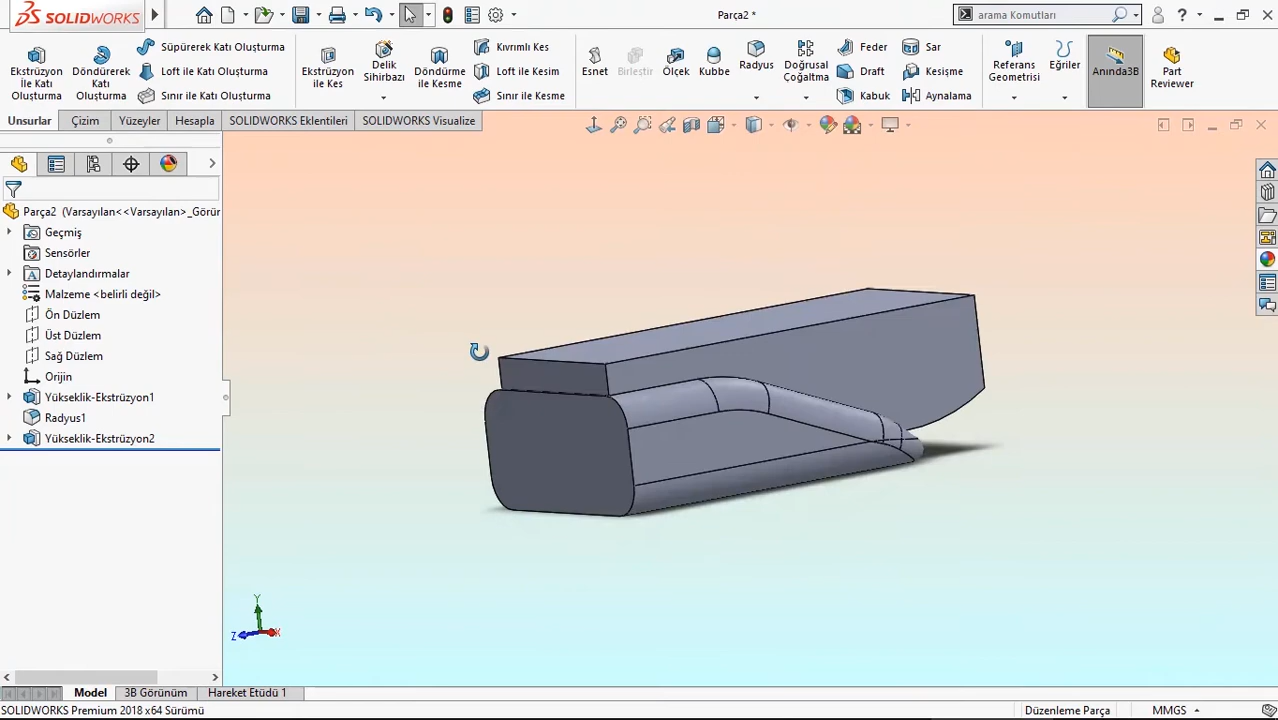 SOLIDWORKS
Parça2 *
arama Komutları
Ekstrüzyon
ile Katı
Oluşturma
Döndürerek
Katı
Oluşturma
Süpürerek Katı Oluşturma
Loft ile Katı Oluşturma
Sınır ile Katı Oluşturma
Ekstrüzyon
ile Kes
Delik
Sihirbazı
Döndürme
ile Kesme
Kıvrımlı Kes
Loft ile Kesim
Sınır ile Kesme
Esnet
Birleştir
Ölçek
Kubbe
Radyus
Doğrusal
Çoğaltma
Feder
Draft
Kabuk
Sar
Kesişme
Aynalama
Referans
Geometrisi
Eğriler
Anında3B
Part
Reviewer
Unsurlar
Çizim
Yüzeyler
Hesapla
SOLIDWORKS Eklentileri
SOLIDWORKS Visualize
Parça2 (Varsayılan<<Varsayılan>_Görür
Geçmiş
Sensörler
Detaylandırmalar
Malzeme <belirli değil>
Ön Düzlem
Üst Düzlem
Sağ Düzlem
Orijin
Yükseklik-Ekstrüzyon1
Radyus1
Yükseklik-Ekstrüzyon2
Y
Z
X
Model
3B Görünüm
Hareket Etüdü 1
SOLIDWORKS Premium 2018 x64 Sürümü
Düzenleme Parça
MMGS